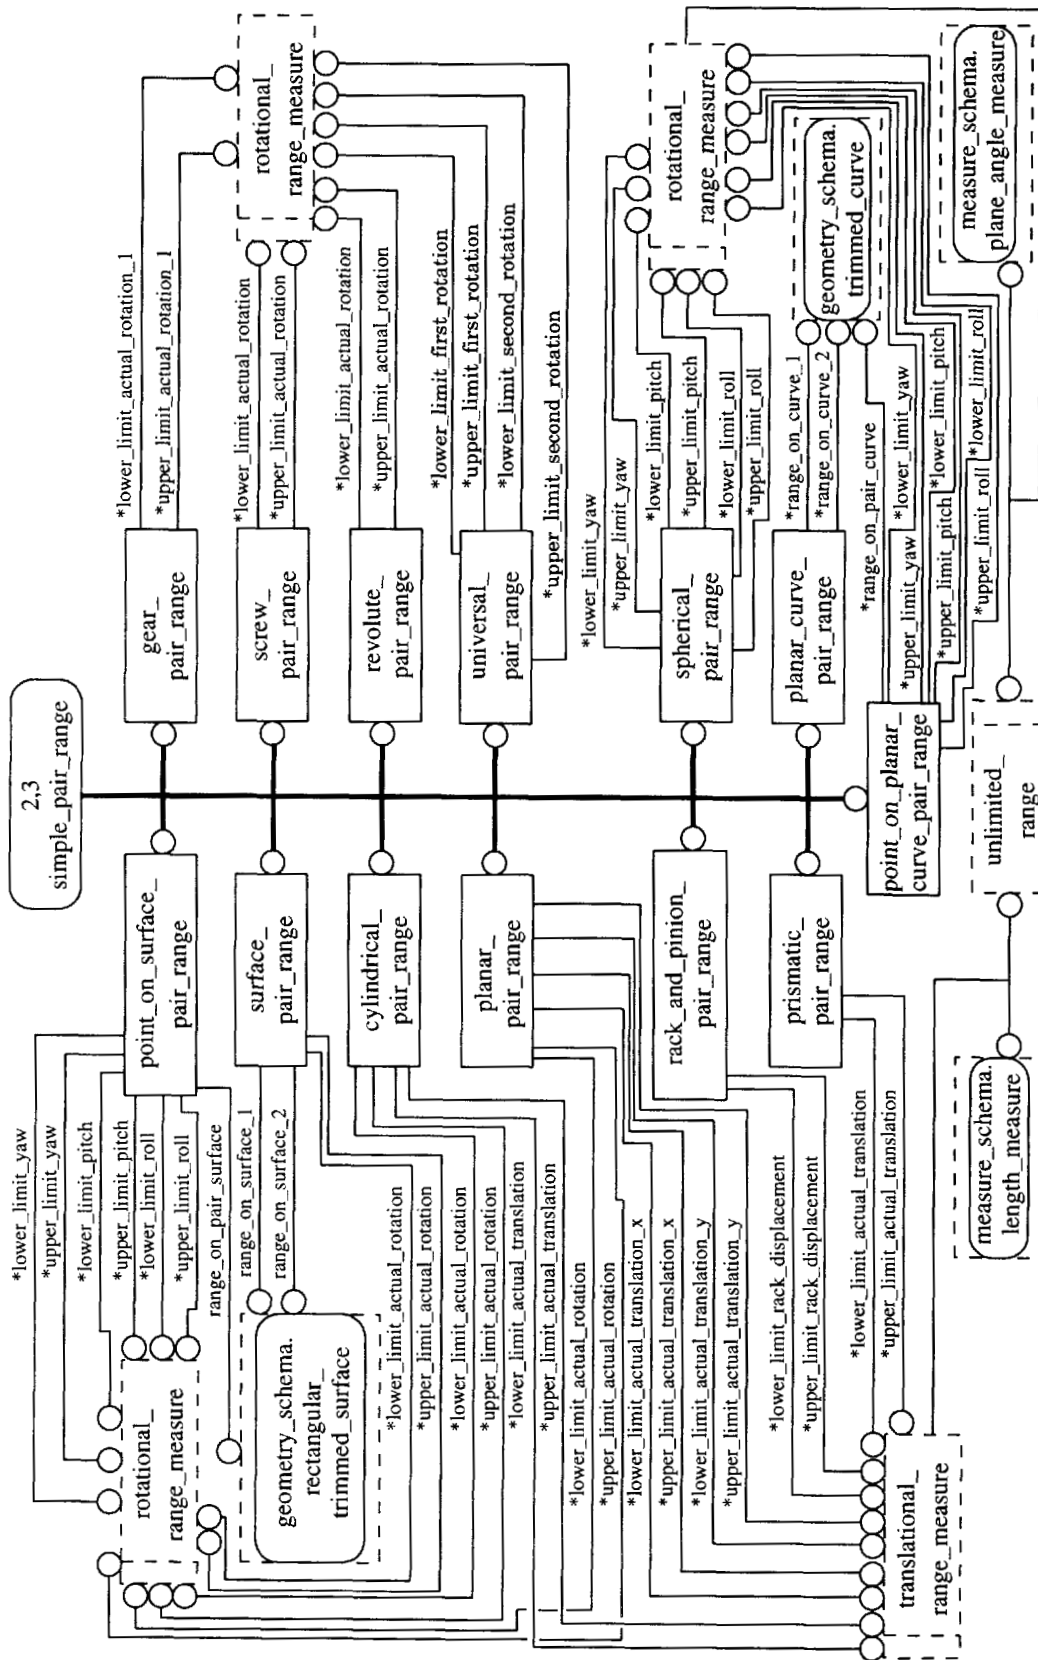 2,3
simple_pair_range
gear_
pair_range
*lower_limit_actual_rotation_1
*upper_limit_actual_rotation_1
screw_
pair_range
*lower_limit_actual_rotation
*upper_limit_actual_rotation
revolute_
pair_range
*lower_limit_actual_rotation
*upper_limit_actual_rotation
universal_
pair_range
*lower_limit_first_rotation
*upper_limit_first_rotation
*lower_limit_second_rotation
*upper_limit_second_rotation
rotational_
range_measure
spherical_
pair_range
*lower_limit_yaw
*upper_limit_yaw
*lower_limit_pitch
*upper_limit_pitch
*lower_limit_roll
*upper_limit_roll
rotational_
range_measure
planar_curve_
pair_range
*range_on_curve_1
*range_on_curve_2
geometry_schema.
trimmed_curve
point_on_planar_
curve_pair_range
*range_on_pair_curve
*lower_limit_yaw
*upper_limit_yaw
*lower_limit_pitch
*upper_limit_pitch
*lower_limit_roll
*upper_limit_roll
measure_schema.
plane_angle_measure
unlimited_
range
measure_schema.
length_measure
point_on_surface_
pair_range
*lower_limit_yaw
*upper_limit_yaw
*lower_limit_pitch
*upper_limit_pitch
*lower_limit_roll
*upper_limit_roll
range_on_pair_surface
rotational_
range_measure
surface_
pair_range
range_on_surface_1
range_on_surface_2
geometry_schema.
rectangular_
trimmed_surface
*lower_limit_actual_rotation
*upper_limit_actual_rotation
cylindrical_
pair_range
*lower_limit_actual_rotation
*upper_limit_actual_rotation
*lower_limit_actual_translation
*upper_limit_actual_translation
planar_
pair_range
*lower_limit_actual_rotation
*upper_limit_actual_rotation
*lower_limit_actual_translation_x
*upper_limit_actual_translation_x
*lower_limit_actual_translation_y
*upper_limit_actual_translation_y
rack_and_pinion_
pair_range
*lower_limit_rack_displacement
*upper_limit_rack_displacement
prismatic_
pair_range
*lower_limit_actual_translation
*upper_limit_actual_translation
translational_
range_measure